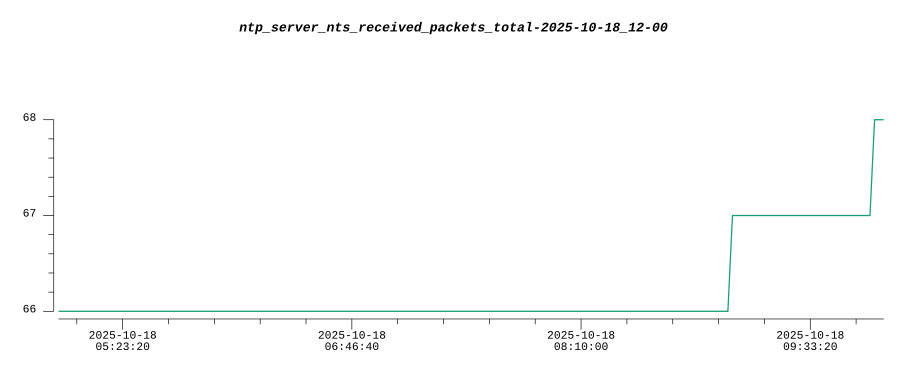 ntp_server_nts_received_packets_total-2025-10-18_12-00
68
67
66
2025-10-18 2025-10-18 2025-10-18 2025-10-18
05:23:20 06:46:40 08:10:00 09:33:20